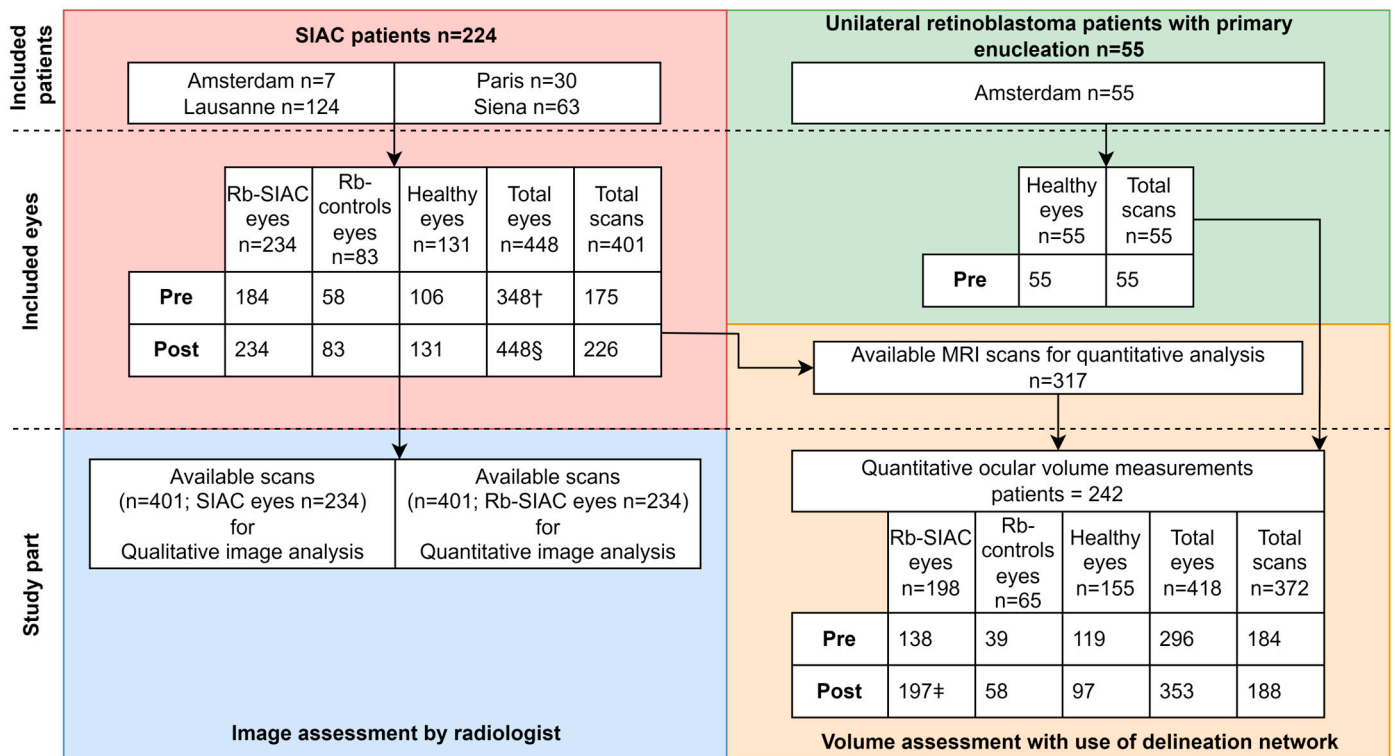 Included
patients
SIAC patients n=224
Amsterdam n=7
Lausanne n=124
Paris n=30
Siena n=63
Unilateral retinoblastoma patients with primary
enucleation n=55
Amsterdam n=55
Included eyes
Rb-SIAC
eyes
n=234
Rb-
controls
eyes
n=83
Healthy
eyes
n=131
Total
eyes
n=448
Total
scans
n=401
Pre 184 58 106 348† 175
Post 234 83 131 448§ 226
Healthy
eyes
n=55
Total
scans
n=55
Pre 55 55
Available MRI scans for quantitative analysis
n=317
Study part
Available scans
(n=401; SIAC eyes n=234)
for
Qualitative image analysis
Available scans
(n=401; Rb-SIAC eyes n=234)
for
Quantitative image analysis
Image assessment by radiologist
Quantitative ocular volume measurements
patients = 242
Rb-SIAC
eyes
n=198
Rb-
controls
eyes
n=65
Healthy
eyes
n=155
Total
eyes
n=418
Total
scans
n=372
Pre 138 39 119 296 184
Post 197‡ 58 97 353 188
Volume assessment with use of delineation network